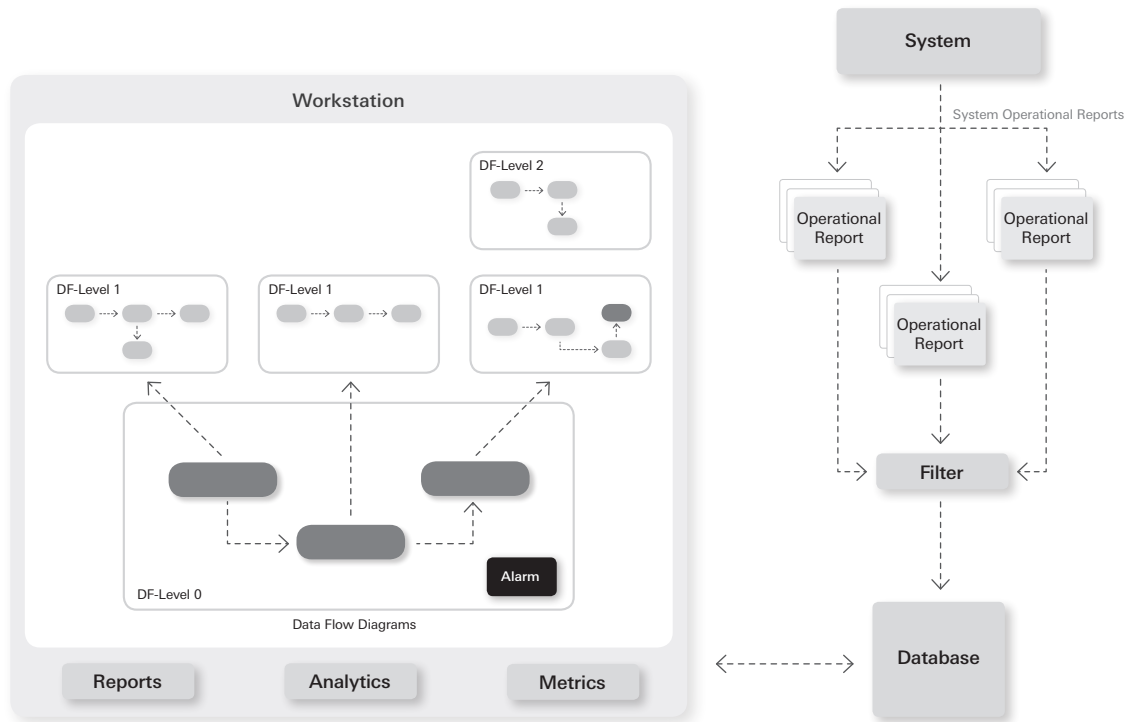 Workstation
DF-Level 2
DF-Level 1
DF-Level 1
DF-Level 1
Alarm
DF-Level 0
Data Flow Diagrams
Reports
Analytics
Metrics
System
System Operational Reports
Operational
Report
Operational
Report
Operational
Report
Filter
Database